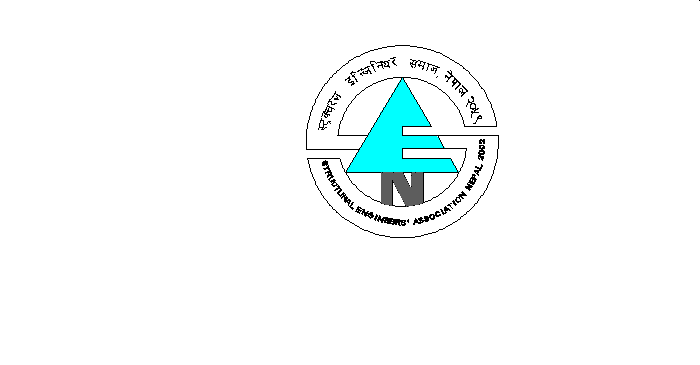 स्ट्रक्चरल इन्जिनियर समाज, नेपाल २०५९
STRUCTURAL ENGINEERS' ASSOCIATION NEPAL 2002
N